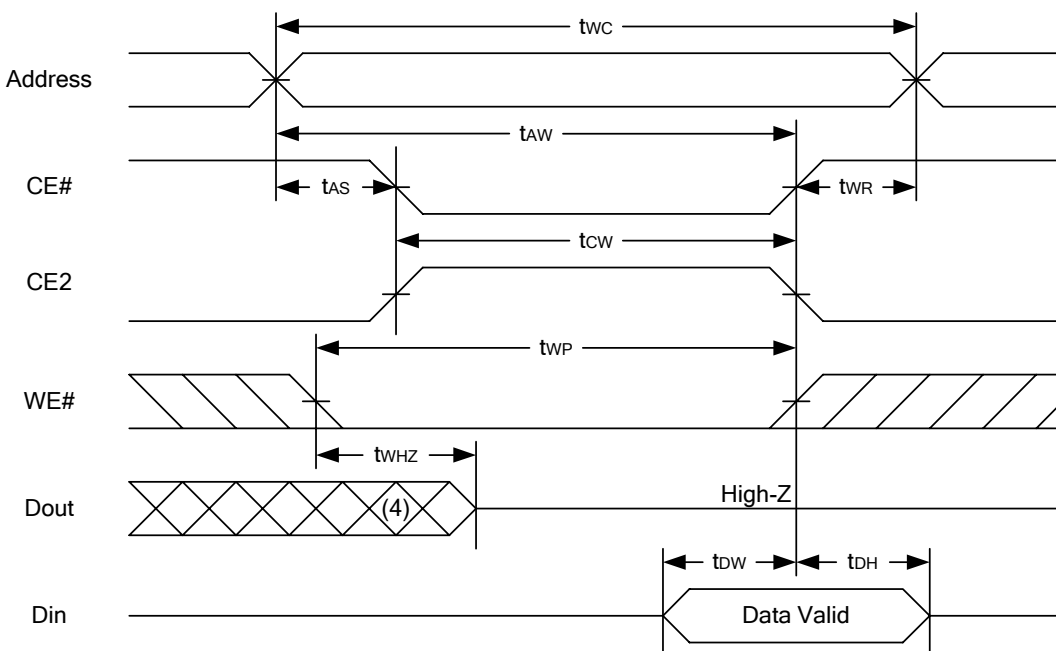 tWC
Address
tAW
CE#
tAS
tWR
tCW
CE2
tWP
WE#
tWHZ
Dout
(4)
High-Z
tDW
tDH
Din
Data Valid